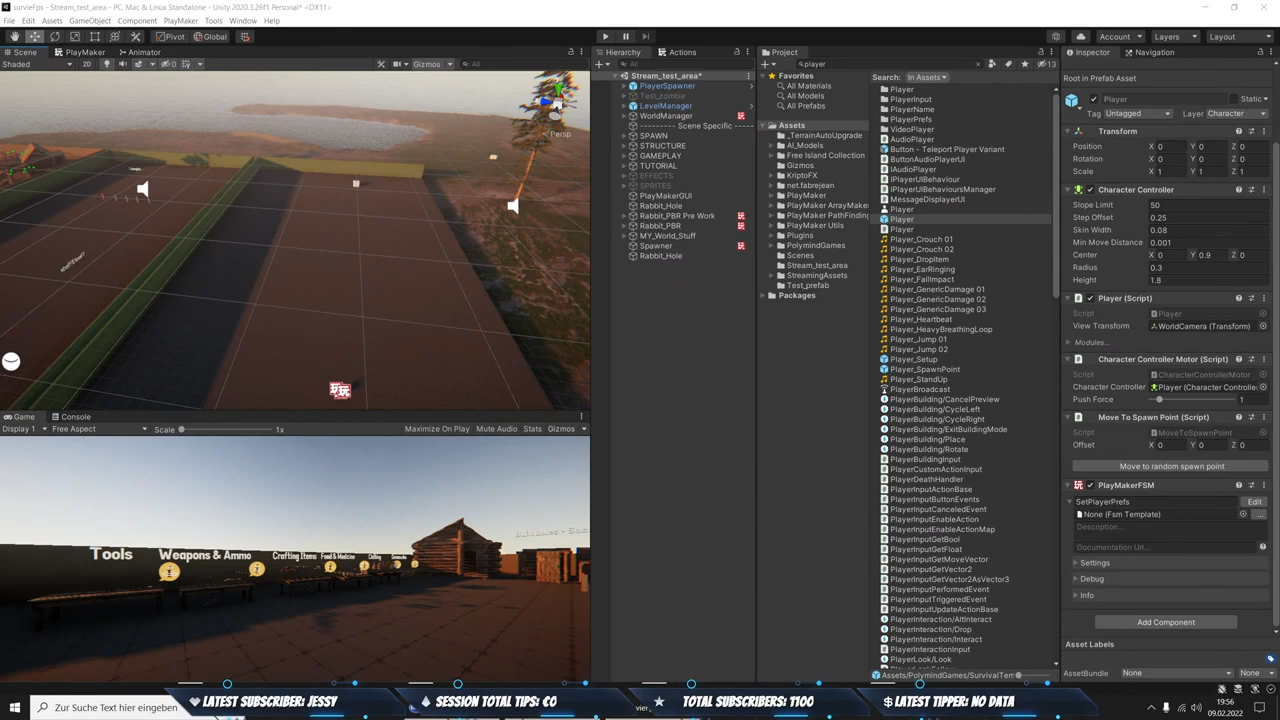 survieFps - Stream_test_area - PC, Mac & Linux Standalone - Unity 2020.3.26f1 Personal* <DX11>
File Edit Assets GameObject Component PlayMaker Tools Window Help
Pivot Global
Account Layers Layout
Scene PlayMaker Animator
Shaded 2D 0 Gizmos All
Persp
Game Console
Display 1 Free Aspect Scale 1x Maximize On Play Mute Audio Stats Gizmos
Tools Weapons & Ammo Crafting Items Food & Medicine Clothing
Hierarchy Actions
All
Stream_test_area*
PlayerSpawner
Test_zombie
LevelManager
WorldManager
--------- Scene Specific -----
SPAWN
STRUCTURE
GAMEPLAY
TUTORIAL
EFFECTS
SPRITES
PlayMakerGUI
Rabbit_Hole
Rabbit_PBR Pre Work
Rabbit_PBR
MY_World_Stuff
Spawner
Rabbit_Hole
Project
player
13
Favorites
All Materials
All Models
All Prefabs
Assets
_TerrainAutoUpgrade
AI_Models
Free Island Collection
Gizmos
KriptoFX
net.fabrejean
PlayMaker
PlayMaker ArrayMaker
PlayMaker PathFinding
PlayMaker Utils
Plugins
PolymindGames
Scenes
Stream_test_area
StreamingAssets
Test_prefab
Packages
Search: In Assets
Player
PlayerInput
PlayerName
PlayerPrefs
VideoPlayer
AudioPlayer
Button - Teleport Player Variant
ButtonAudioPlayerUI
IAudioPlayer
IPlayerUIBehaviour
IPlayerUIBehavioursManager
MessageDisplayerUI
Player
Player
Player
Player_Crouch 01
Player_Crouch 02
Player_DropItem
Player_EarRinging
Player_FallImpact
Player_GenericDamage 01
Player_GenericDamage 02
Player_GenericDamage 03
Player_Heartbeat
Player_HeavyBreathingLoop
Player_Jump 01
Player_Jump 02
Player_Setup
Player_SpawnPoint
Player_StandUp
PlayerBroadcast
PlayerBuilding/CancelPreview
PlayerBuilding/CycleLeft
PlayerBuilding/CycleRight
PlayerBuilding/ExitBuildingMode
PlayerBuilding/Place
PlayerBuilding/Rotate
PlayerBuildingInput
PlayerCustomActionInput
PlayerDeathHandler
PlayerInputActionBase
PlayerInputButtonEvents
PlayerInputCanceledEvent
PlayerInputEnableAction
PlayerInputEnableActionMap
PlayerInputGetBool
PlayerInputGetFloat
PlayerInputGetMoveVector
PlayerInputGetVector2
PlayerInputGetVector2AsVector3
PlayerInputPerformedEvent
PlayerInputTriggeredEvent
PlayerInputUpdateActionBase
PlayerInteraction/AltInteract
PlayerInteraction/Drop
PlayerInteraction/Interact
PlayerInteractionInput
PlayerLook/Look
Assets/PolymindGames/SurvivalTem
Inspector Navigation
Root in Prefab Asset
Player Static
Tag Untagged Layer Character
Transform
Position X 0 Y 0 Z 0
Rotation X 0 Y 0 Z 0
Scale X 1 Y 1 Z 1
Character Controller
Slope Limit 50
Step Offset 0.25
Skin Width 0.08
Min Move Distance 0.001
Center X 0 Y 0.9 Z 0
Radius 0.3
Height 1.8
Player (Script)
Script Player
View Transform WorldCamera (Transform)
Modules...
Character Controller Motor (Script)
Script CharacterControllerMotor
Character Controller Player (Character Controlle
Push Force 1
Move To Spawn Point (Script)
Script MoveToSpawnPoint
Offset X 0 Y 0 Z 0
Move to random spawn point
PlayMakerFSM
SetPlayerPrefs Edit
None (Fsm Template) ...
Description...
Documentation Url...
Settings
Debug
Info
Add Component
Asset Labels
AssetBundle None None
Zur Suche Text hier eingeben
LATEST SUBSCRIBER: JESSY
SESSION TOTAL TIPS: €0
TOTAL SUBSCRIBERS: 1100
LATEST TIPPER: NO DATA
19:56
09.02.2022